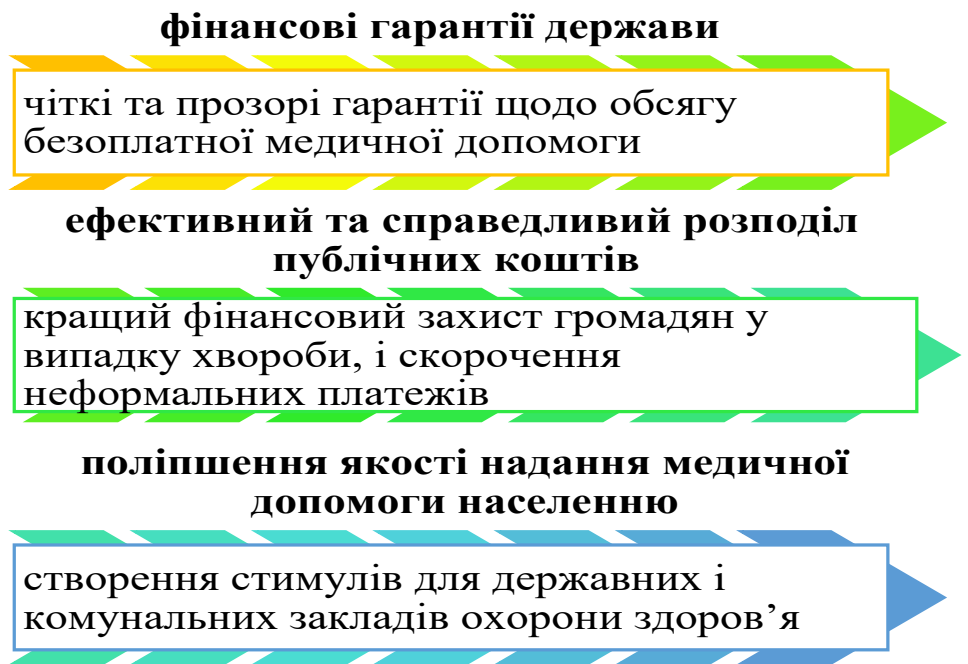 фінансові гарантії держави
чіткі та прозорі гарантії щодо обсягу
безоплатної медичної допомоги
ефективний та справедливий розподіл
публічних коштів
кращий фінансовий захист громадян у
випадку хвороби, і скорочення
неформальних платежів
поліпшення якості надання медичної
допомоги населенню
створення стимулів для державних і
комунальних закладів охорони здоров’я